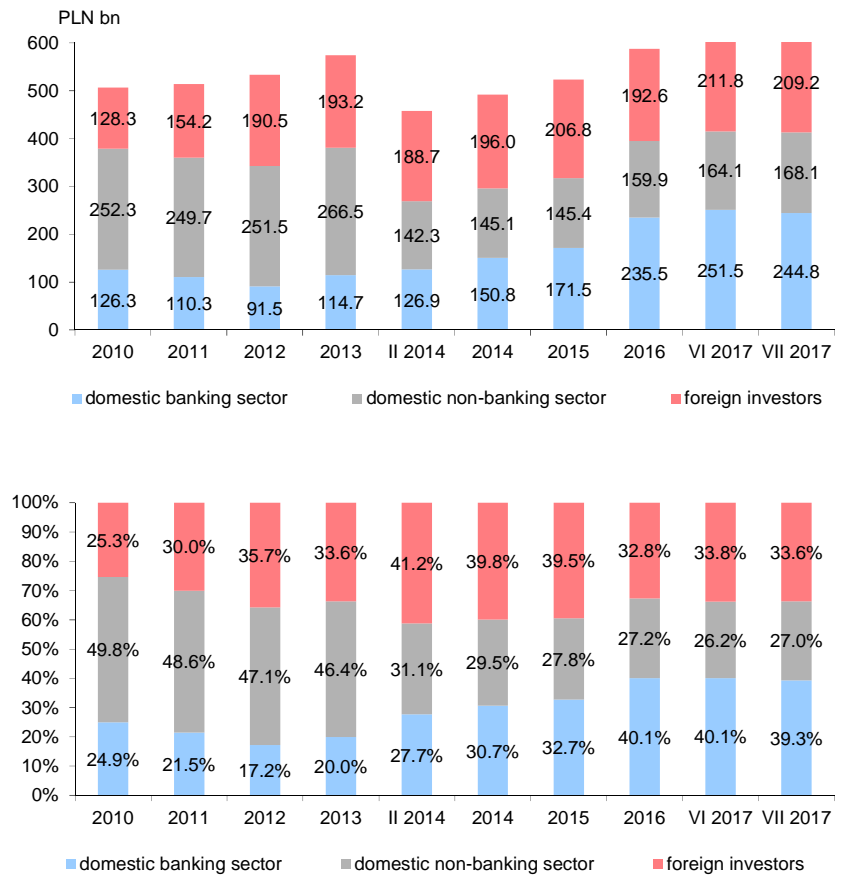 PLN bn
600
500
400
300
200
100
0
128.3 154.2 190.5 193.2 188.7 196.0 206.8 192.6 211.8 209.2
252.3 249.7 251.5 266.5 142.3 145.1 145.4 159.9 164.1 168.1
126.3 110.3 91.5 114.7 126.9 150.8 171.5 235.5 251.5 244.8
2010 2011 2012 2013 II 2014 2014 2015 2016 VI 2017 VII 2017
domestic banking sector domestic non-banking sector foreign investors
100%
90%
80%
70%
60%
50%
40%
30%
20%
10%
0%
25.3% 30.0% 35.7% 33.6% 41.2% 39.8% 39.5% 32.8% 33.8% 33.6%
49.8% 48.6% 47.1% 46.4% 31.1% 29.5% 27.8% 27.2% 26.2% 27.0%
24.9% 21.5% 17.2% 20.0% 27.7% 30.7% 32.7% 40.1% 40.1% 39.3%
2010 2011 2012 2013 II 2014 2014 2015 2016 VI 2017 VII 2017
domestic banking sector domestic non-banking sector foreign investors